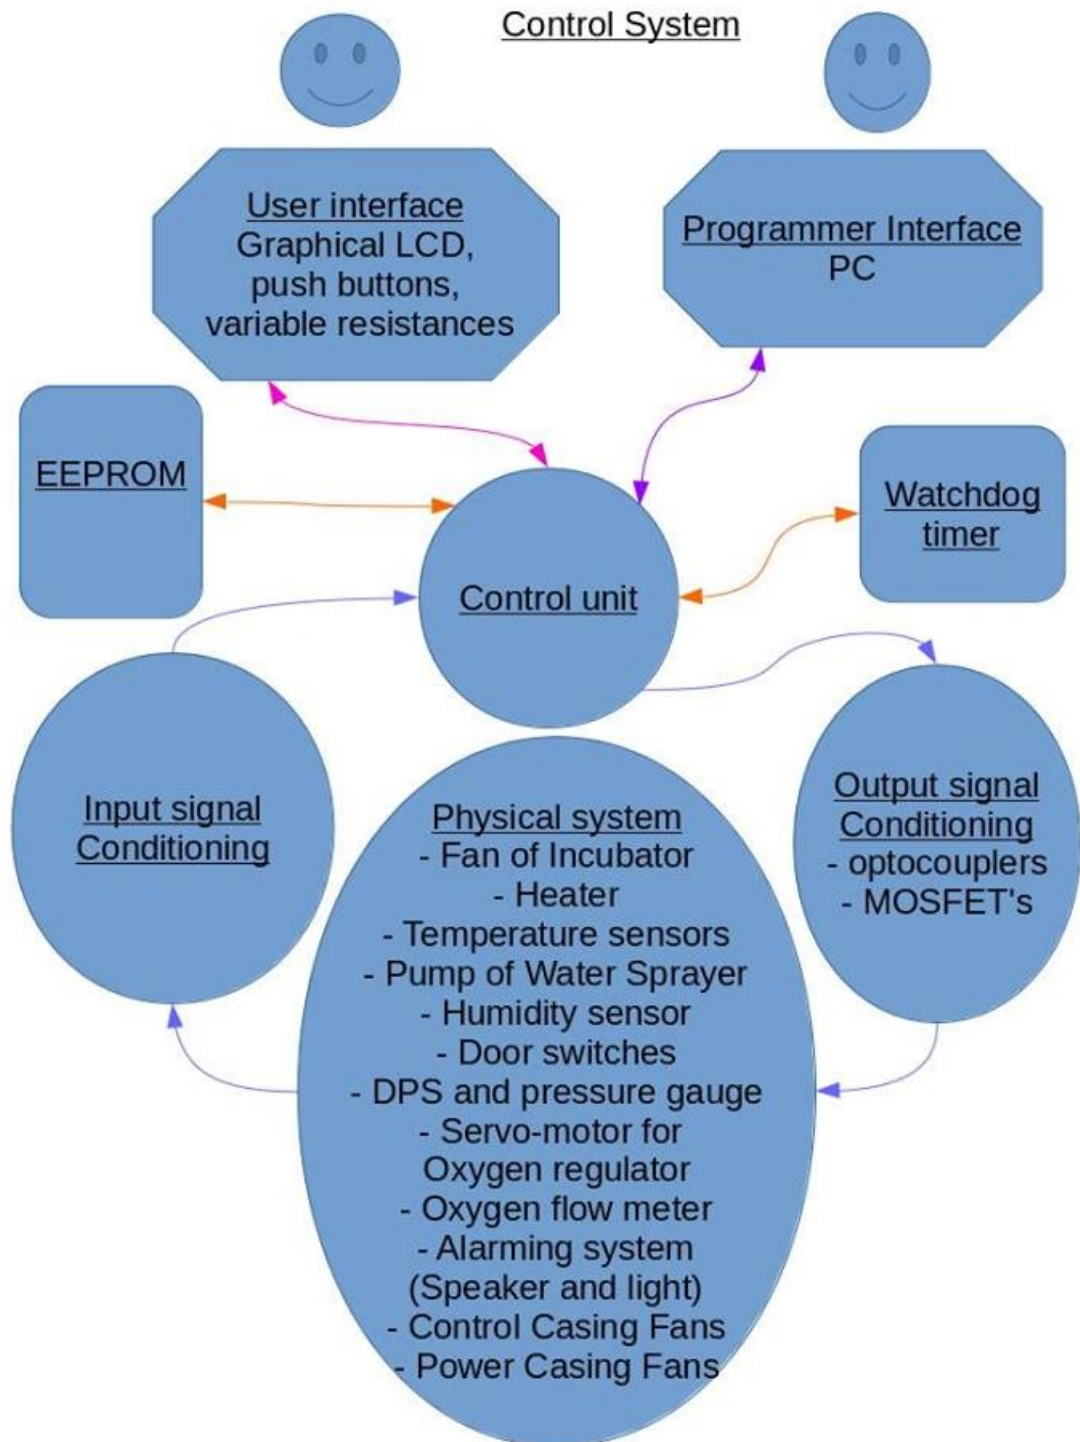 Control System
User interface
Graphical LCD,
push buttons,
variable resistances
Programmer Interface
PC
EEPROM
Watchdog
timer
Control unit
Input signal
Conditioning
Physical system
- Fan of Incubator
- Heater
- Temperature sensors
- Pump of Water Sprayer
- Humidity sensor
- Door switches
- DPS and pressure gauge
- Servo-motor for
Oxygen regulator
- Oxygen flow meter
- Alarming system
(Speaker and light)
- Control Casing Fans
- Power Casing Fans
Output signal
Conditioning
- optocouplers
- MOSFET's